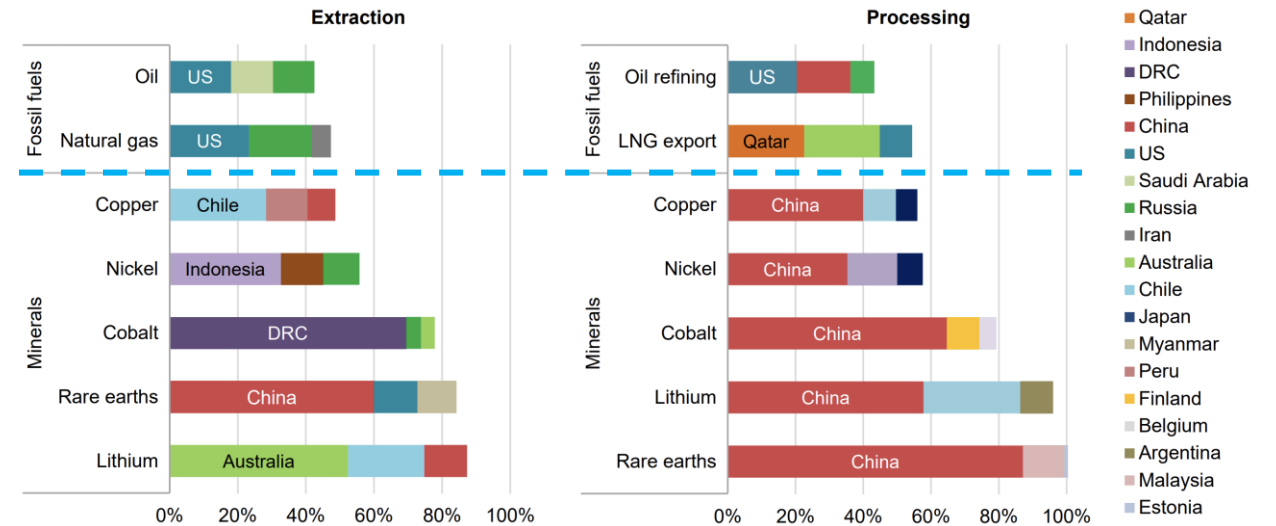 Extraction
Fossil fuels
Oil
US
Natural gas
US
Minerals
Copper
Chile
Nickel
Indonesia
Cobalt
DRC
Rare earths
China
Lithium
Australia
0% 20% 40% 60% 80% 100%
Processing
Fossil fuels
Oil refining
US
LNG export
Qatar
Minerals
Copper
China
Nickel
China
Cobalt
China
Lithium
China
Rare earths
China
0% 20% 40% 60% 80% 100%
Qatar
Indonesia
DRC
Philippines
China
US
Saudi Arabia
Russia
Iran
Australia
Chile
Japan
Myanmar
Peru
Finland
Belgium
Argentina
Malaysia
Estonia